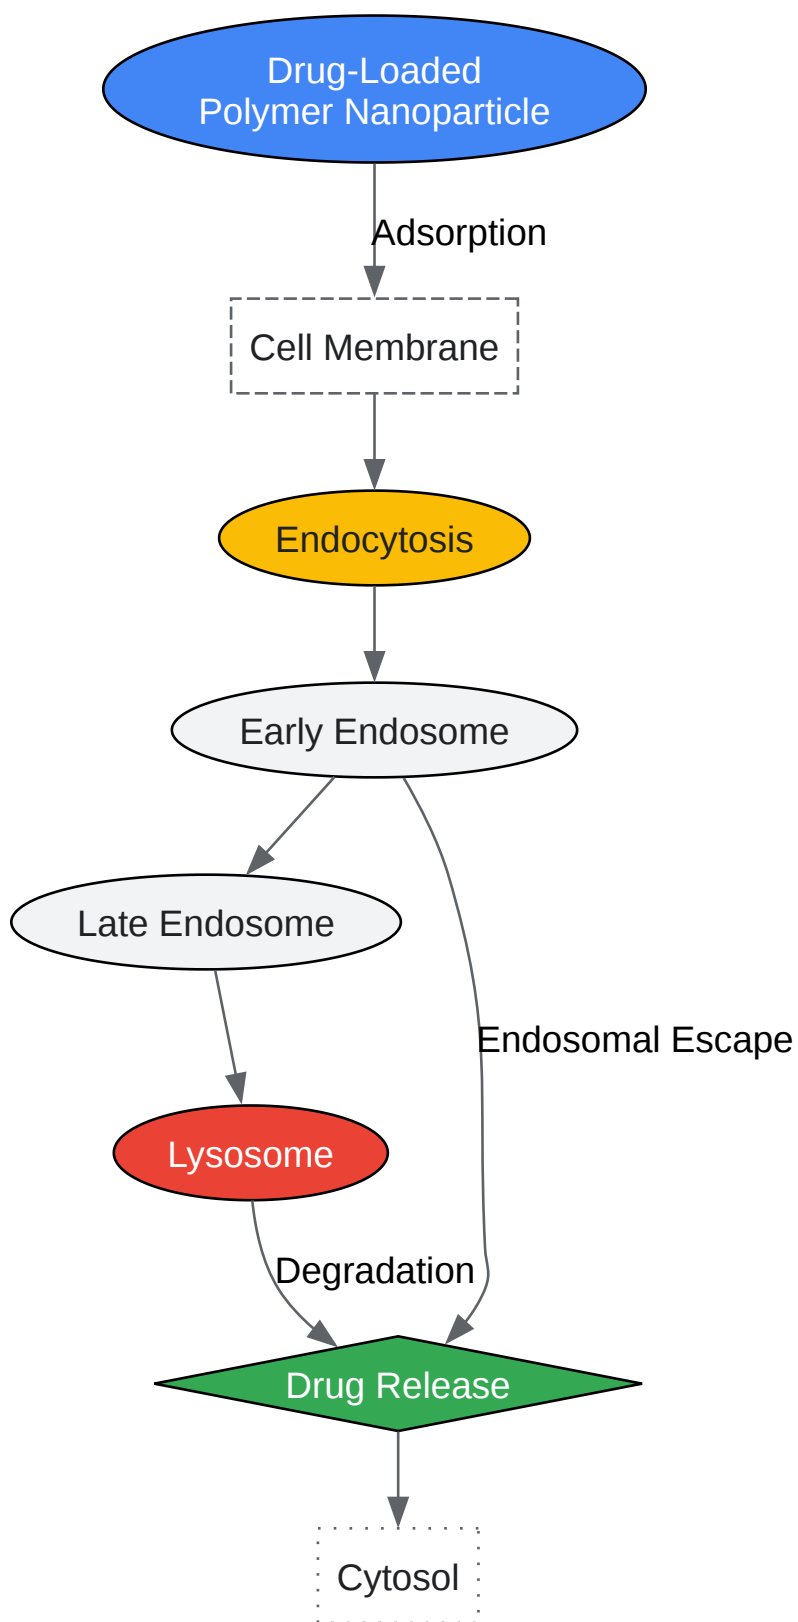 Drug-Loaded
Polymer Nanoparticle
Adsorption
Cell Membrane
Endocytosis
Early Endosome
Late Endosome
Endosomal Escape
Lysosome
Degradation
Drug Release
Cytosol